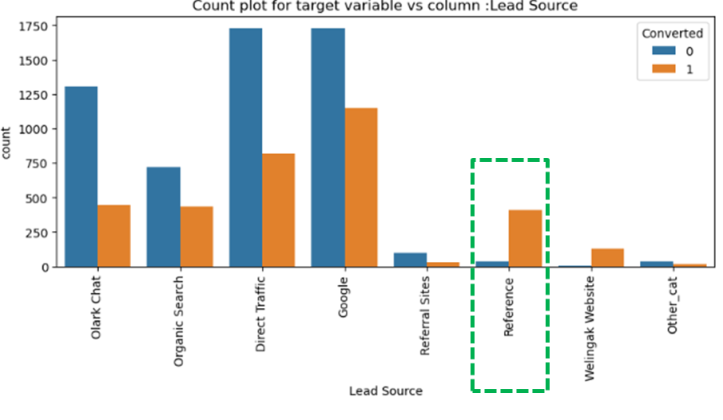 Count plot for target variable vs column :Lead Source
1750
1500
1250
1000
750
500
250
0
count
Converted
0
1
Olark Chat
Organic Search
Direct Traffic
Google
Referral Sites
Reference
Welingak Website
Other_cat
Lead Source